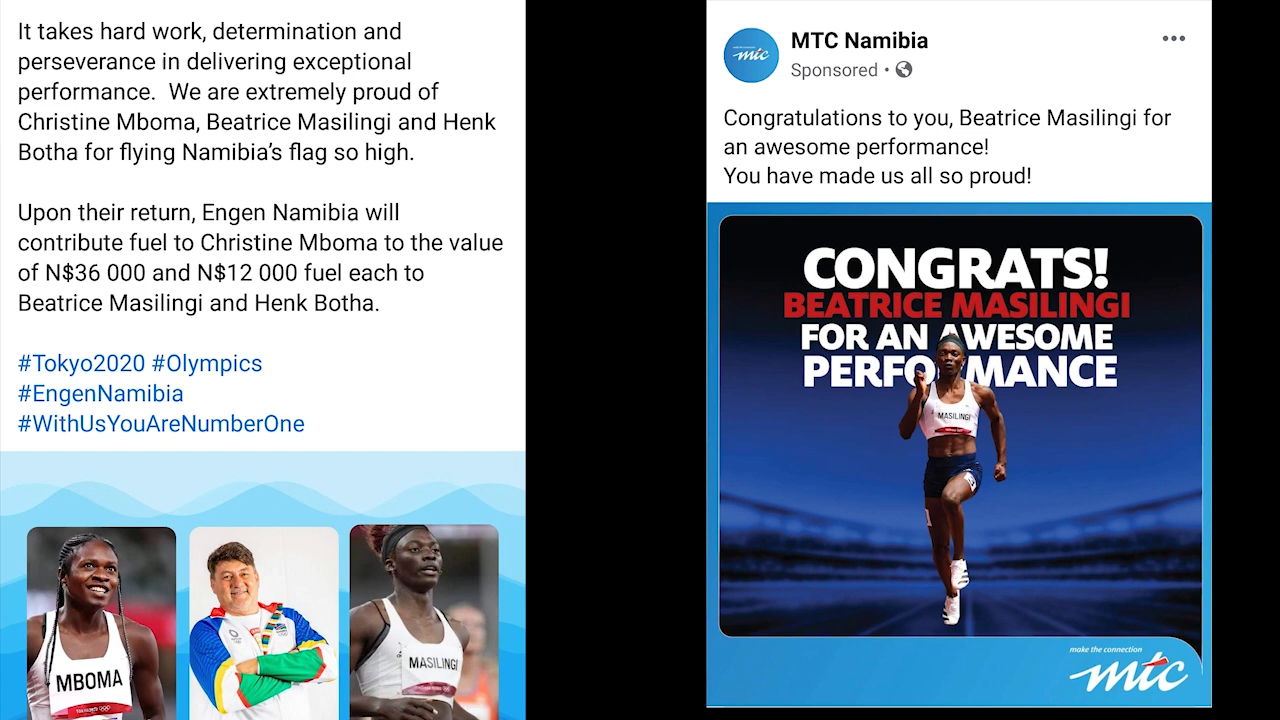 It takes hard work, determination and
perseverance in delivering exceptional
performance.  We are extremely proud of
Christine Mboma, Beatrice Masilingi and Henk
Botha for flying Namibia’s flag so high.
Upon their return, Engen Namibia will
contribute fuel to Christine Mboma to the value
of N$36 000 and N$12 000 fuel each to
Beatrice Masilingi and Henk Botha.
#Tokyo2020 #Olympics
#EngenNamibia
#WithUsYouAreNumberOne
MBOMA
MASILINGI
mtc
MTC Namibia
Sponsored
Congratulations to you, Beatrice Masilingi for
an awesome performance!
You have made us all so proud!
CONGRATS!
BEATRICE MASILINGI
FOR AN AWESOME
PERFO MANCE
MASILINGI
make the connection
mtc